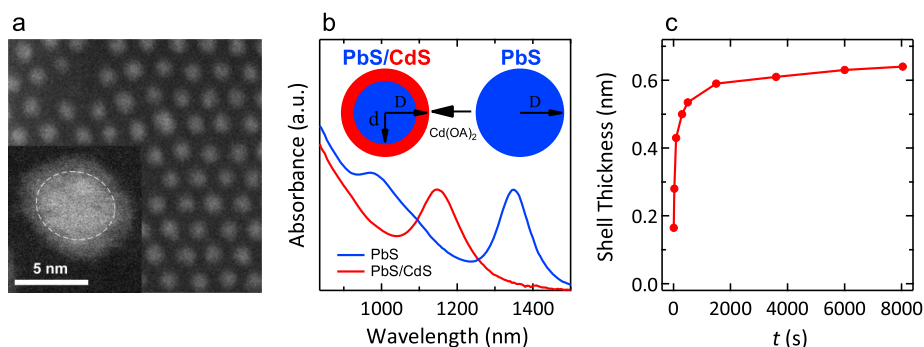 a
5 nm
b
PbS/CdS
PbS
D
d
D
Cd(OA)₂
Absorbance (a.u.)
PbS
PbS/CdS
1000
1200
1400
Wavelength (nm)
c
Shell Thickness (nm)
0.6
0.4
0.2
0.0
0
2000
4000
6000
8000
t (s)